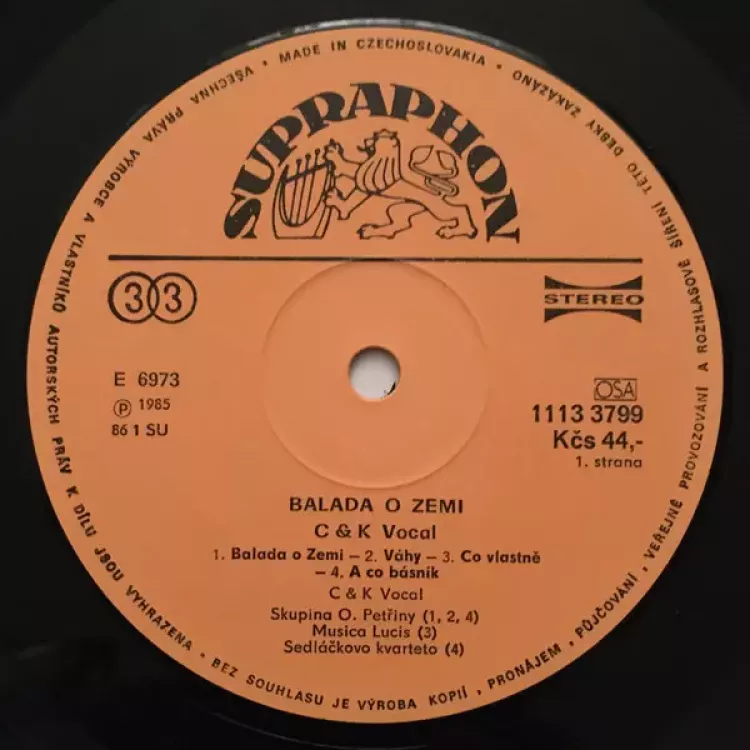 VŠECHNA PRÁVA VÝROBCE A VLASTNÍKŮ AUTORSKÝCH PRÁV K DÍLU JSOU VYHRAZENA • BEZ SOUHLASU JE VÝROBA KOPIÍ, PRONÁJEM, PŮJČOVÁNÍ, VEŘEJNÉ PROVOZOVÁNÍ A ROZHLASOVÉ ŠÍŘENÍ TÉTO DESKY ZAKÁZÁNO • MADE IN CZECHOSLOVAKIA •
SUPRAPHON
33
STEREO
E 6973
Ⓟ 1985
86 1 SU
OSA
1113 3799
Kčs 44,-
1. strana
BALADA O ZEMI
C & K Vocal
1. Balada o Zemi – 2. Váhy – 3. Co vlastně
– 4. A co básník
C & K Vocal
Skupina O. Petřiny (1, 2, 4)
Musica Lucis (3)
Sedláčkovo kvarteto (4)